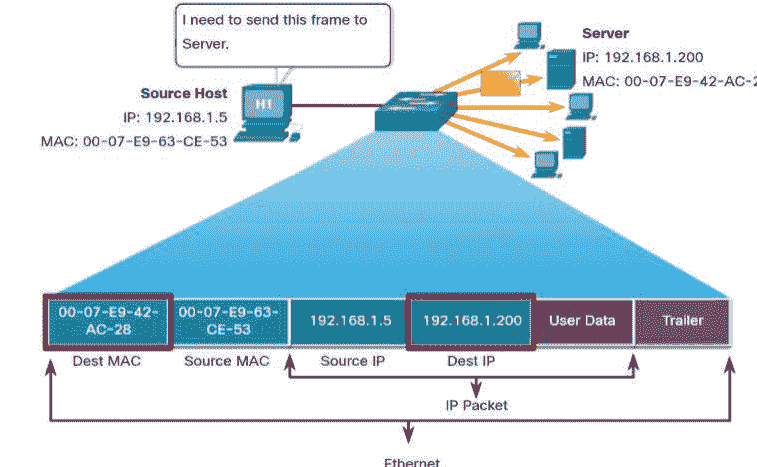 I need to send this frame to
Server.
Server
IP: 192.168.1.200
MAC: 00-07-E9-42-AC-2
Source Host
IP: 192.168.1.5
MAC: 00-07-E9-63-CE-53
H1
00-07-E9-42-
AC-28
00-07-E9-63-
CE-53
192.168.1.5
192.168.1.200
User Data
Trailer
Dest MAC
Source MAC
Source IP
Dest IP
IP Packet
Ethernet